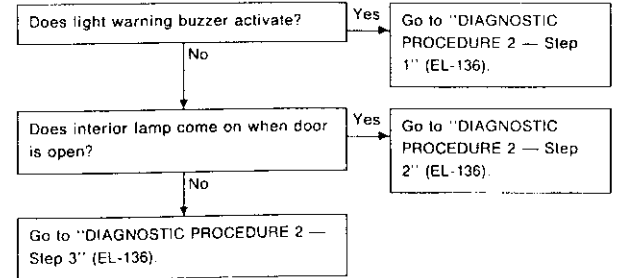 Does light warning buzzer activate?
Yes
Go to "DIAGNOSTIC
PROCEDURE 2 — Step
1" (EL-136).
No
Does interior lamp come on when door
is open?
Yes
Go to "DIAGNOSTIC
PROCEDURE 2 — Step
2" (EL-136).
No
Go to "DIAGNOSTIC PROCEDURE 2 —
Step 3" (EL-136).